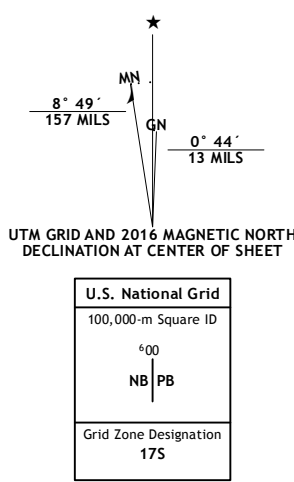 MN
8° 49´
157 MILS
GN
0° 44´
13 MILS
UTM GRID AND 2016 MAGNETIC NORTH
DECLINATION AT CENTER OF SHEET
U.S. National Grid
100,000-m Square ID
⁶00
NB PB
Grid Zone Designation
17S